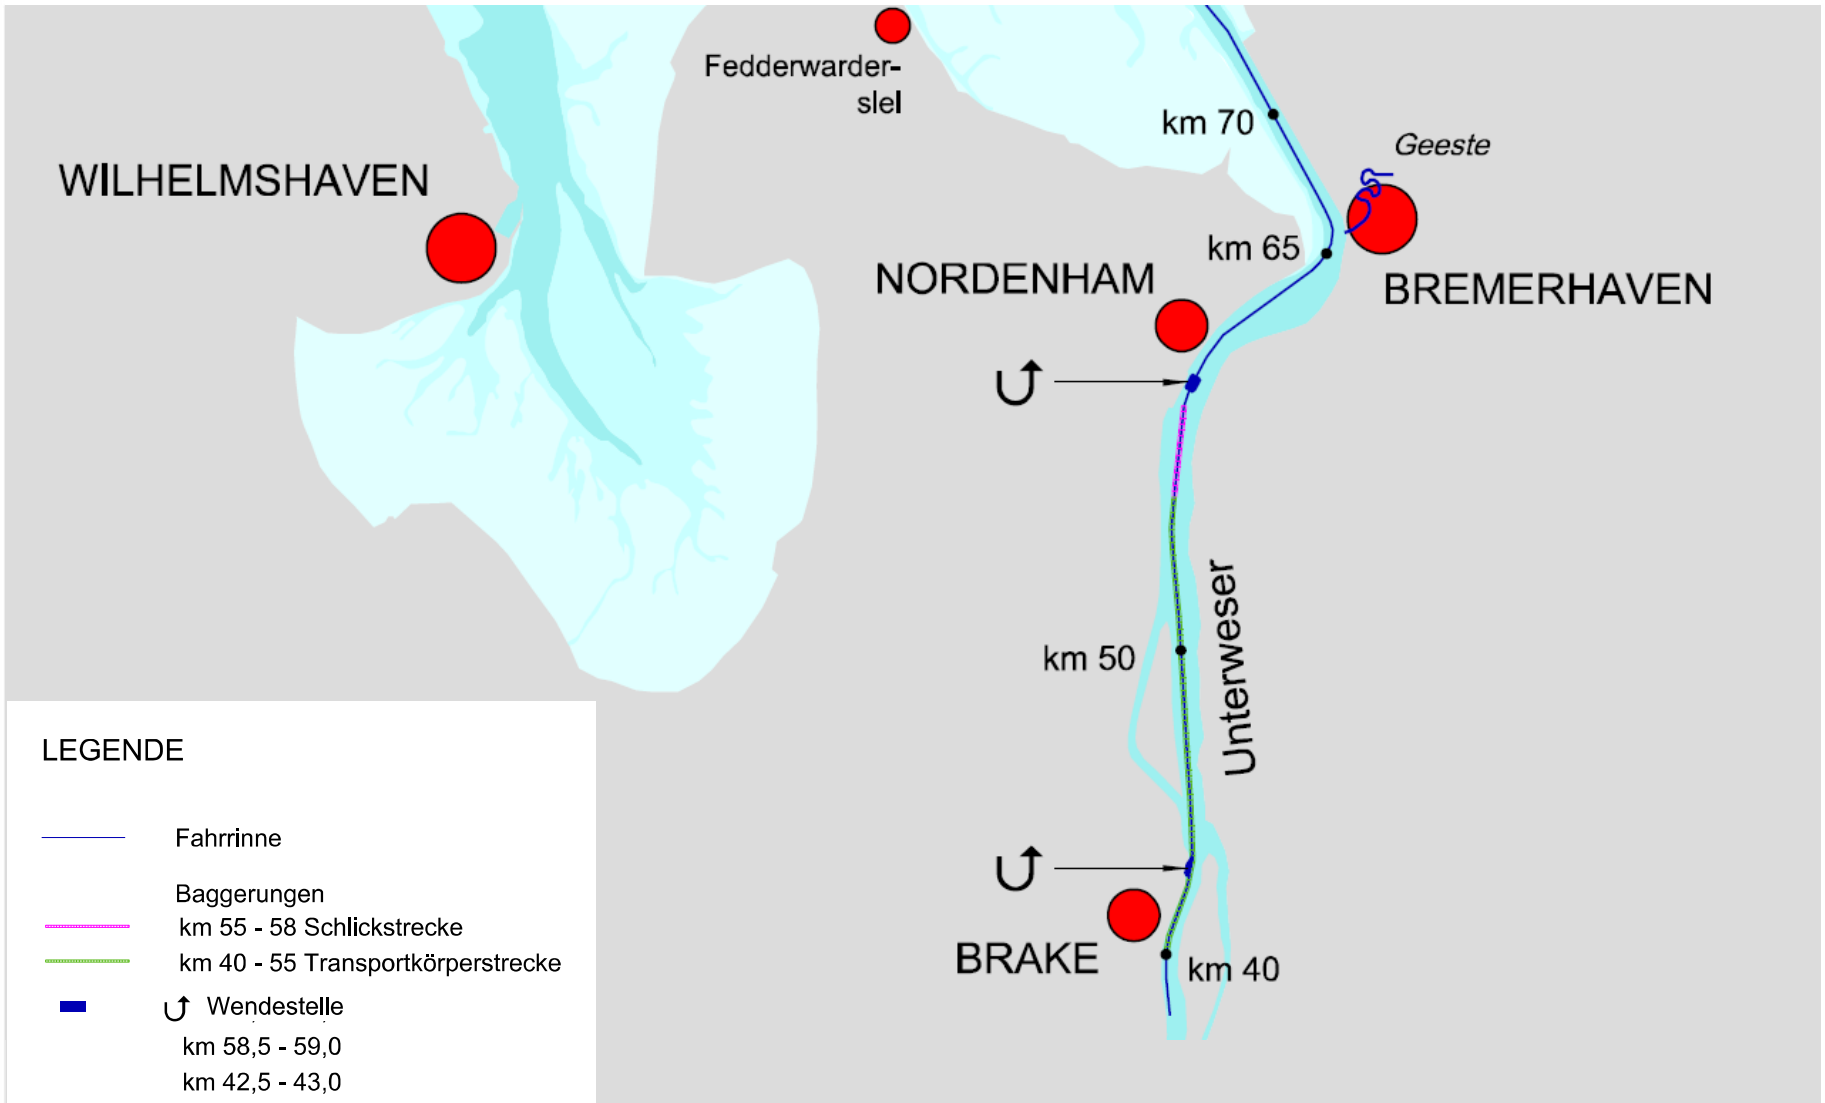 Fedderwarder-
slel
km 70
Geeste
WILHELMSHAVEN
km 65
NORDENHAM
BREMERHAVEN
Unterweser
km 50
BRAKE
km 40
LEGENDE
Fahrrinne
Baggerungen
km 55 - 58 Schlickstrecke
km 40 - 55 Transportkörperstrecke
Wendestelle
km 58,5 - 59,0
km 42,5 - 43,0